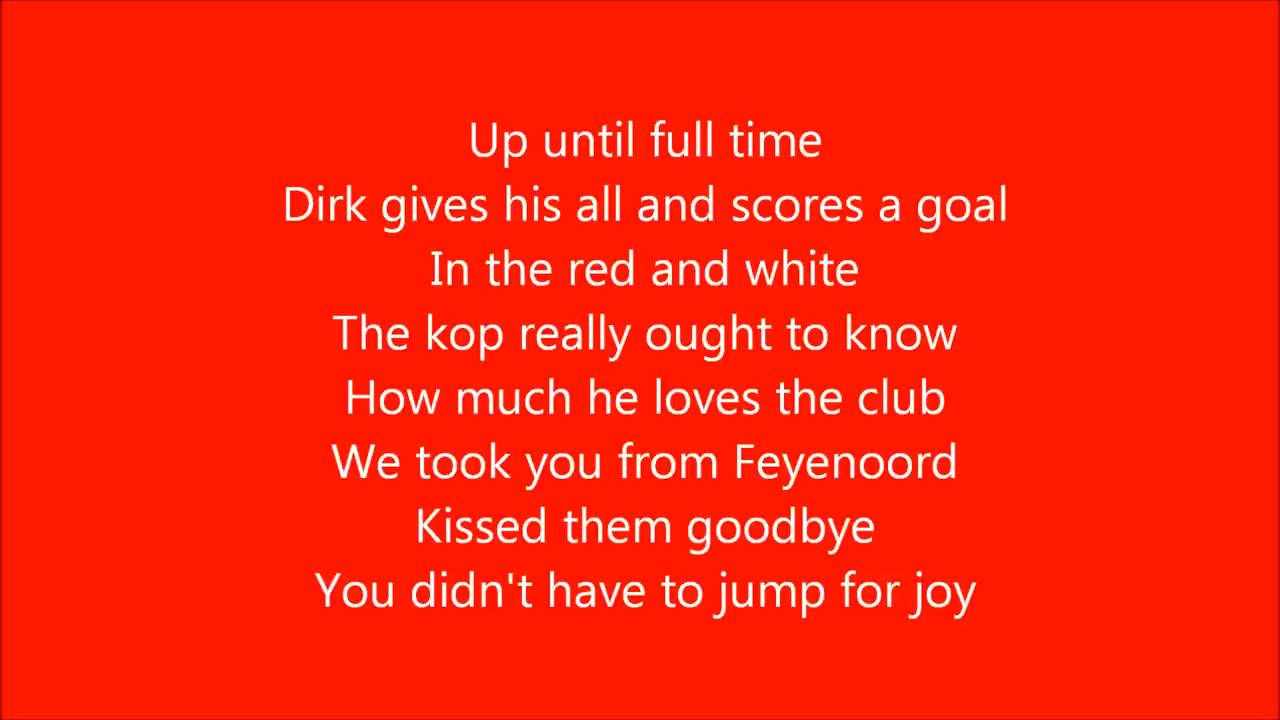 Up until full time
Dirk gives his all and scores a goal
In the red and white
The kop really ought to know
How much he loves the club
We took you from Feyenoord
Kissed them goodbye
You didn't have to jump for joy